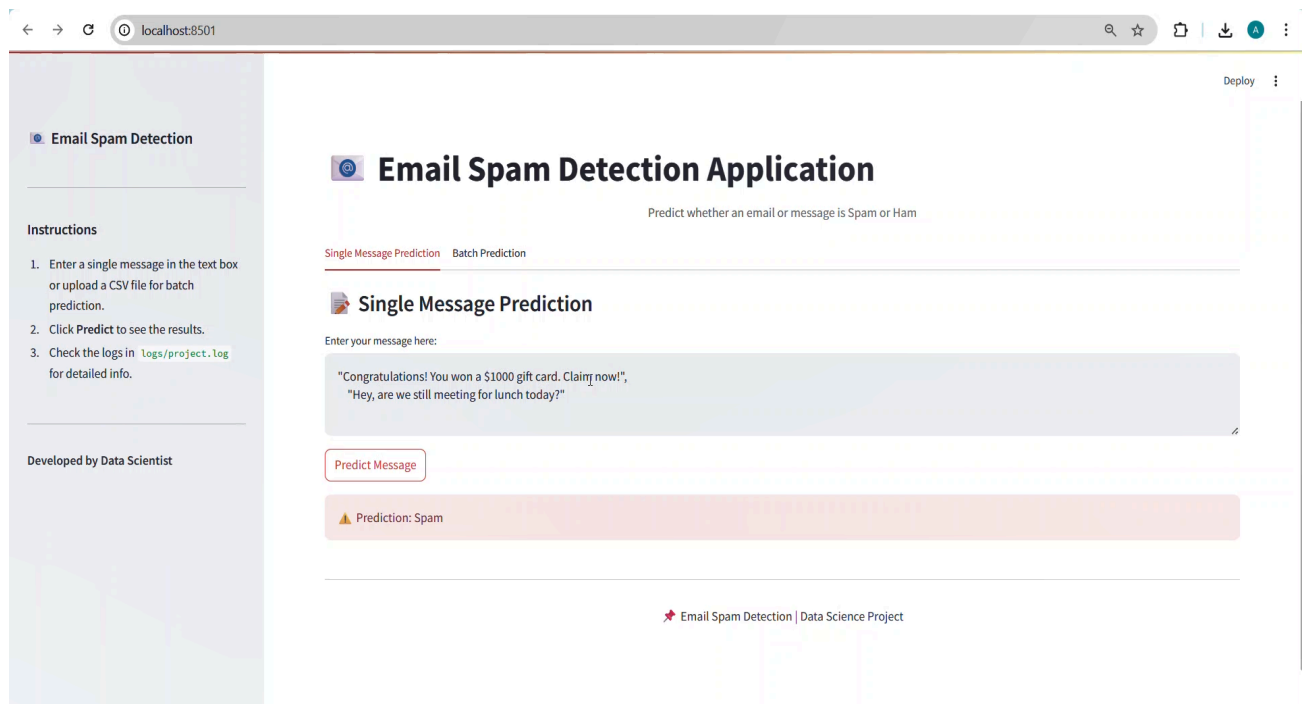 localhost:8501
A
Deploy
Email Spam Detection
Instructions
1. Enter a single message in the text box
or upload a CSV file for batch
prediction.
2. Click Predict to see the results.
3. Check the logs in logs/project.log
for detailed info.
Developed by Data Scientist
Email Spam Detection Application
Predict whether an email or message is Spam or Ham
Single Message Prediction Batch Prediction
Single Message Prediction
Enter your message here:
"Congratulations! You won a $1000 gift card. Claim now!",
"Hey, are we still meeting for lunch today?"
Predict Message
Prediction: Spam
Email Spam Detection | Data Science Project